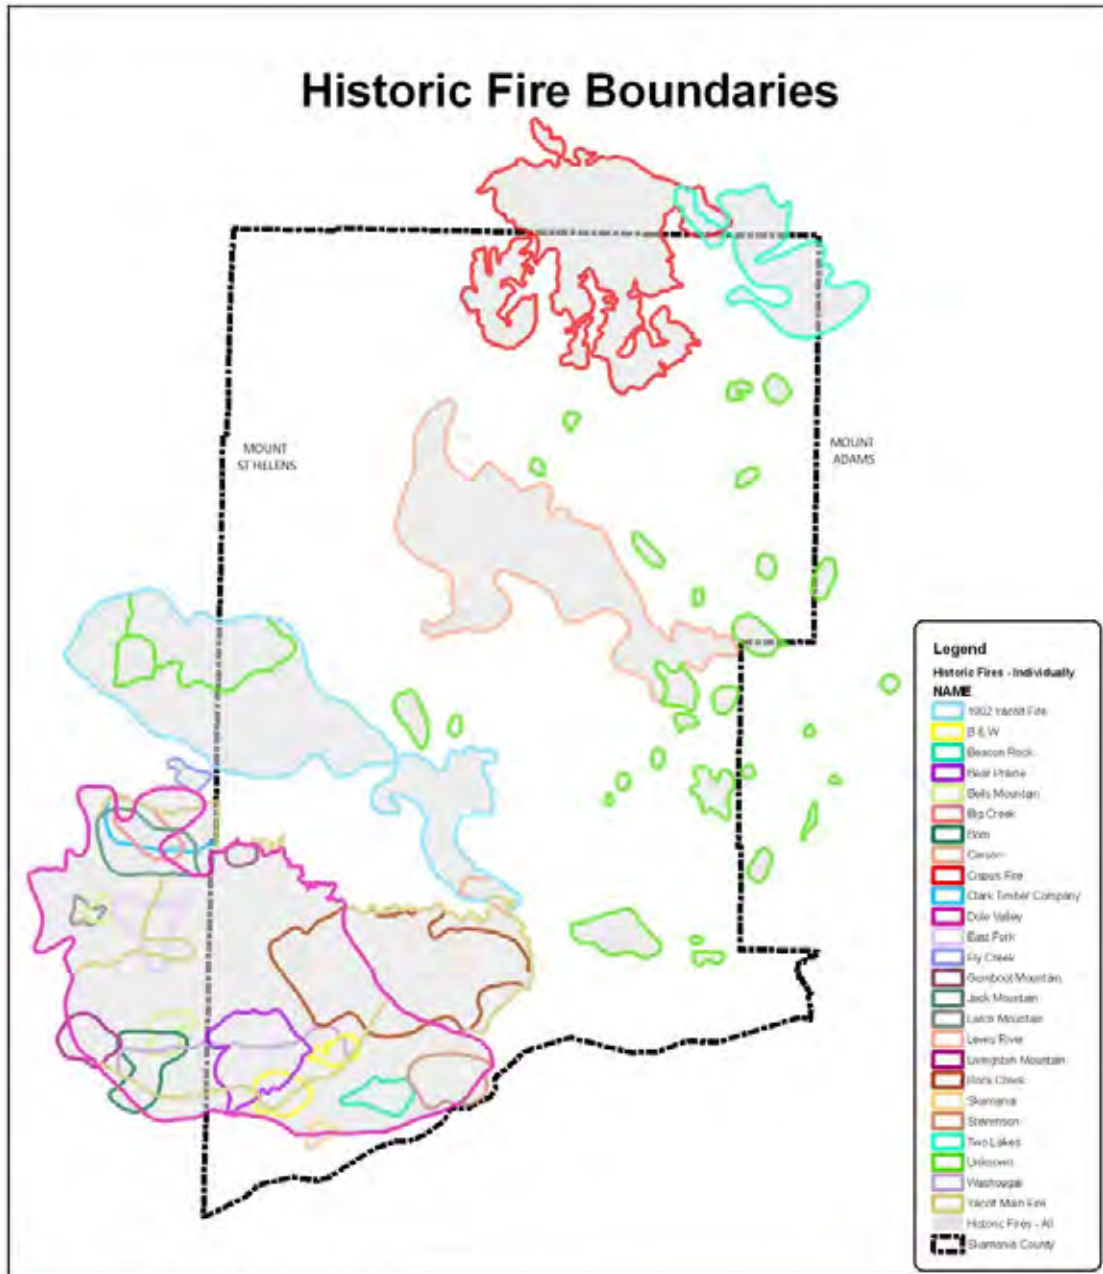 Historic Fire Boundaries
MOUNT
ST HELENS
MOUNT
ADAMS
Legend
Historic Fires - Individually
NAME
1902 Yacolt Fire
B & W
Beacon Rock
Bear Prairie
Bells Mountain
Big Creek
Carson
Cispus Fire
Clark Timber Company
Dole Valley
East Fork
Fly Creek
Gumboot Mountain
Jack Mountain
Larch Mountain
Lewis River
Livingston Mountain
Rock Creek
Skamania
Stevenson
Two Lakes
Unknown
Washougal
Yacolt Main Fire
Historic Fires - All
Skamania County